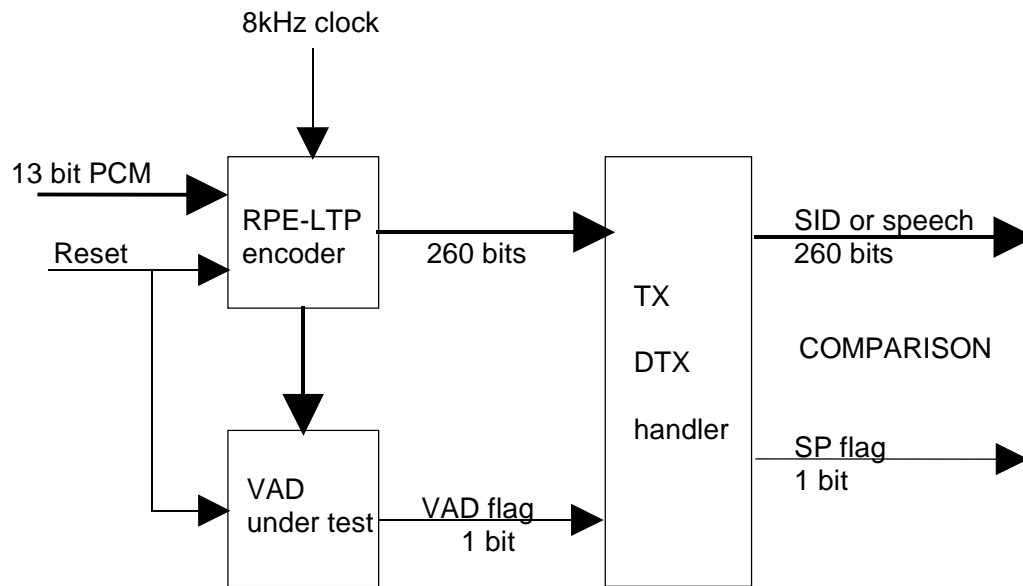 8kHz clock
13 bit PCM
RPE-LTP
encoder
Reset
260 bits
SID or speech
260 bits
TX
DTX
handler
COMPARISON
VAD
under test
VAD flag
1 bit
SP flag
1 bit